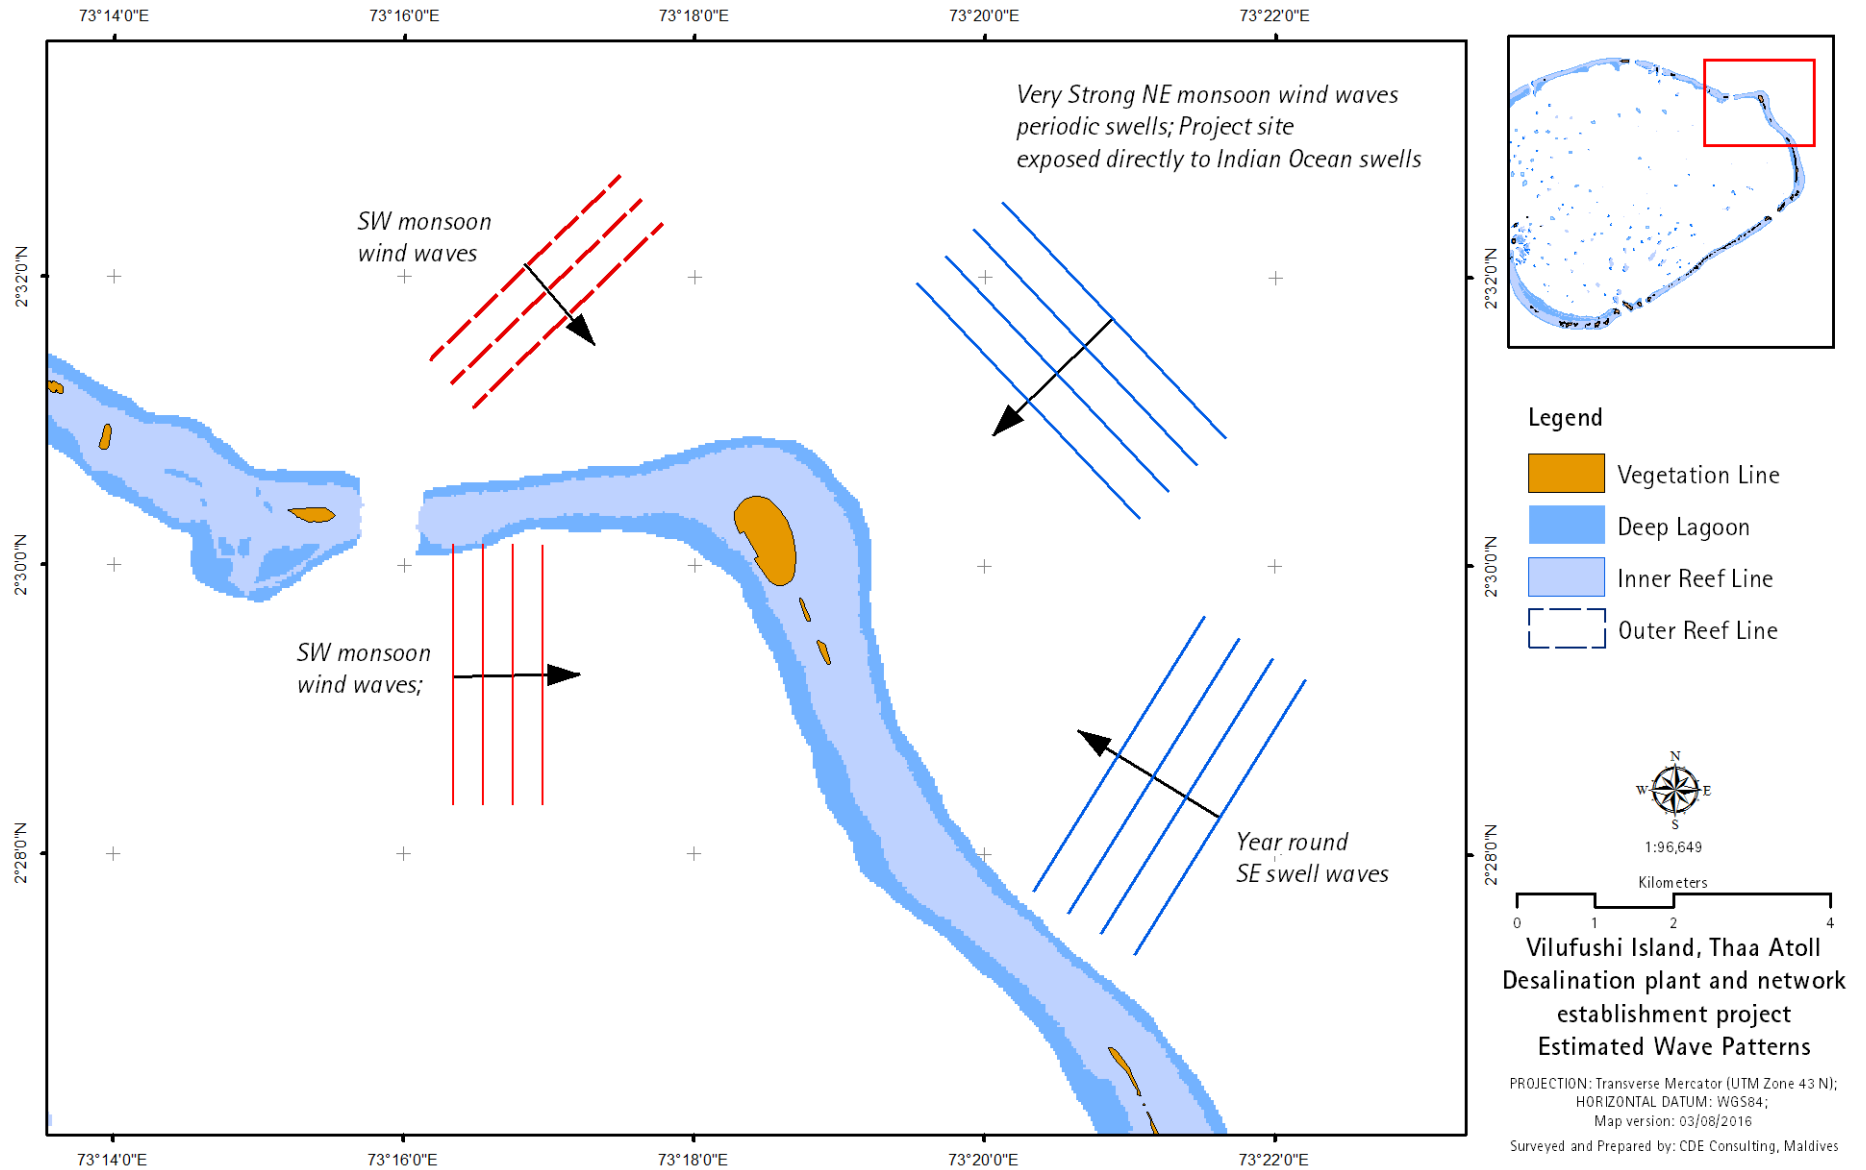 73°14'0"E
73°16'0"E
73°18'0"E
73°20'0"E
73°22'0"E
Very Strong NE monsoon wind waves
periodic swells; Project site
exposed directly to Indian Ocean swells
SW monsoon
wind waves
2°32'0"N
2°32'0"N
Legend
Vegetation Line
Deep Lagoon
Inner Reef Line
Outer Reef Line
2°30'0"N
2°30'0"N
SW monsoon
wind waves;
Year round
SE swell waves
2°28'0"N
2°28'0"N
N
W E
S
1:96,649
Kilometers
0 1 2 4
Vilufushi Island, Thaa Atoll
Desalination plant and network
establishment project
Estimated Wave Patterns
PROJECTION: Transverse Mercator (UTM Zone 43 N);
HORIZONTAL DATUM: WGS84;
Map version: 03/08/2016
Surveyed and Prepared by: CDE Consulting, Maldives
73°14'0"E
73°16'0"E
73°18'0"E
73°20'0"E
73°22'0"E